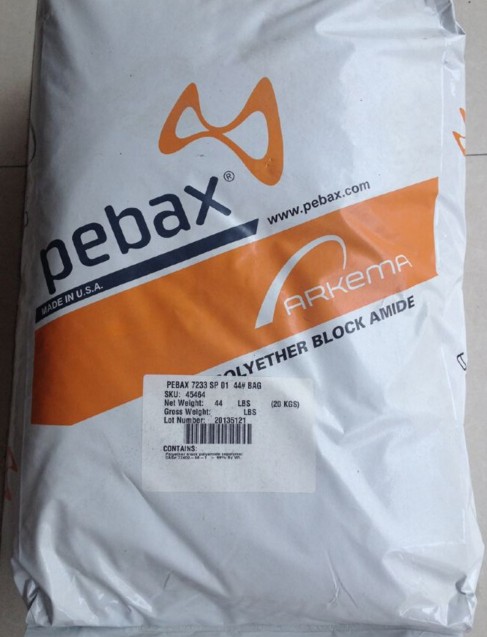 pebax®
www.pebax.com
MADE IN U.S.A.
ARKEMA
POLYETHER BLOCK AMIDE
PEBAX 7233 SP 01 44# BAG
SKU: 45464
Net Weight: 44 LBS (20 KGS)
Gross Weight: LBS
Lot Number: 20135121
CONTAINS: